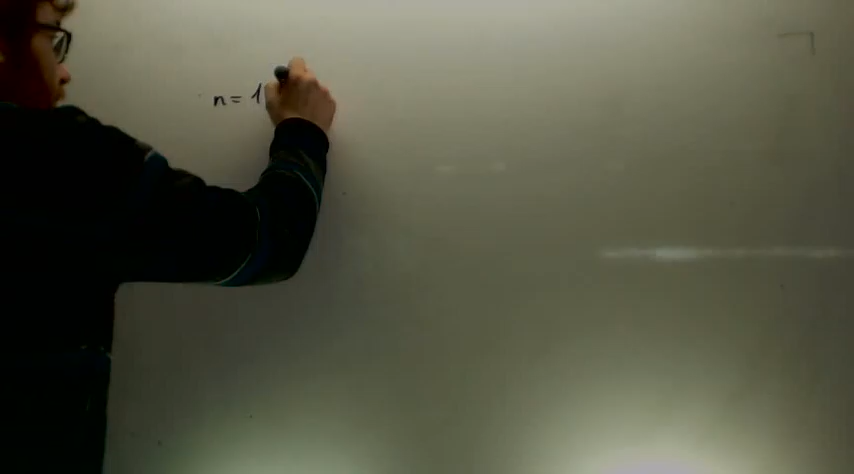 n = 1